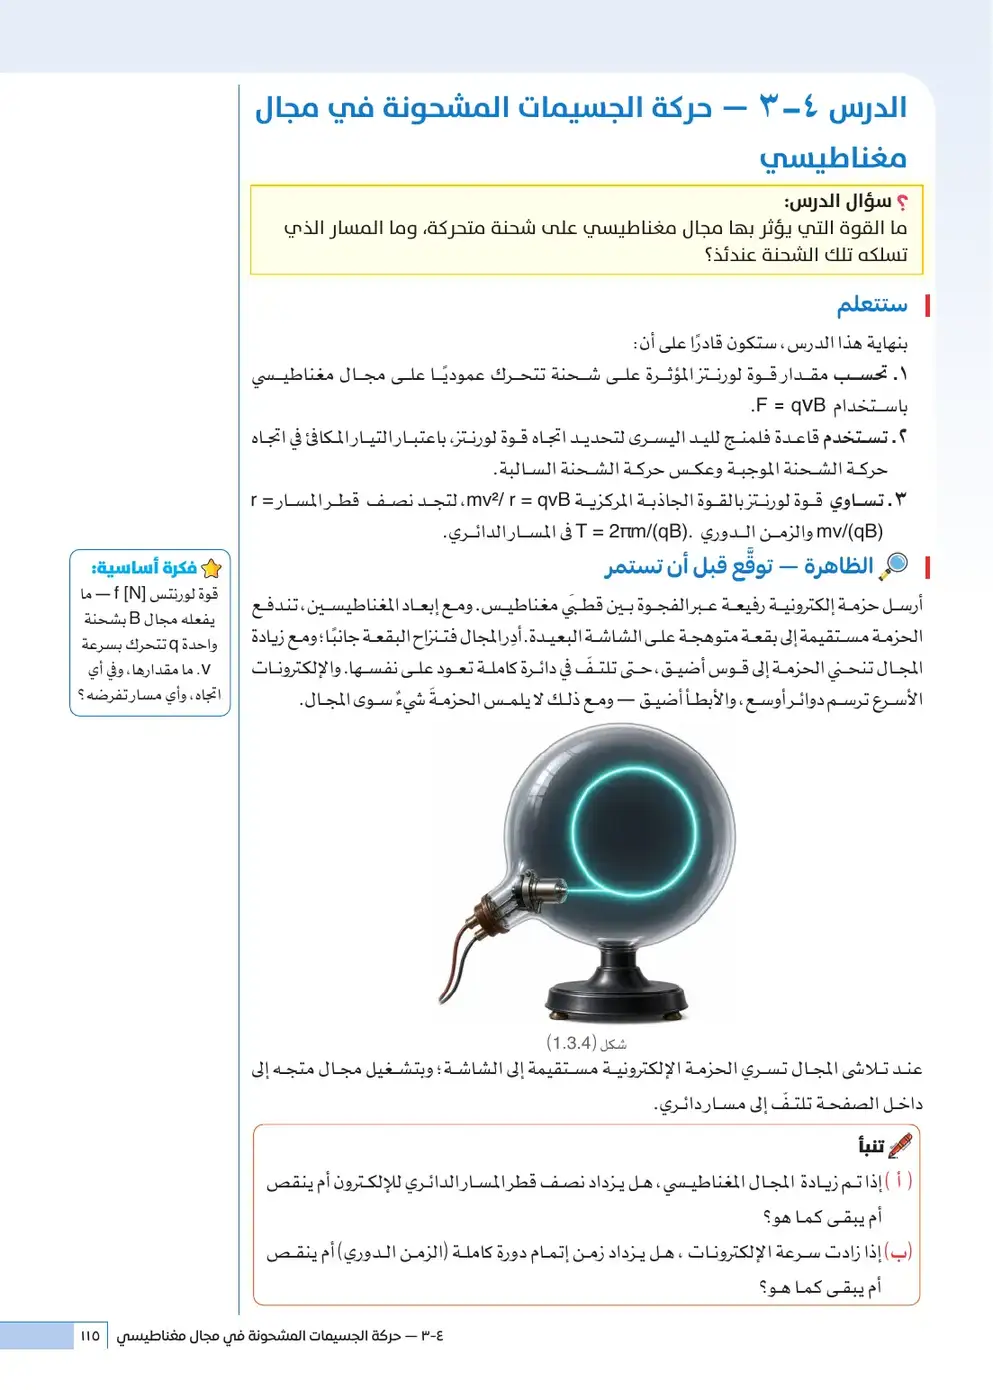 الدرس ٤-٣ – حركة الجسيمات المشحونة في مجال
مغناطيسي
؟ سؤال الدرس:
ما القوة التي يؤثر بها مجال مغناطيسي على شحنة متحركة، وما المسار الذي
تسلكه تلك الشحنة عندئذ؟
ستتعلم
بنهاية هذا الدرس، ستكون قادرًا على أن:
١. تحسب مقدار قوة لورنتز المؤثرة على شحنة تتحرك عموديًا على مجال مغناطيسي
باستخدام F = qvB.
٢. تستخدم قاعدة فلمنج لليد اليسرى لتحديد اتجاه قوة لورنتز، باعتبار التيار المكافئ في اتجاه
حركة الشحنة الموجبة وعكس حركة الشحنة السالبة.
٣. تساوي قوة لورنتز بالقوة الجاذبة المركزية mv²/ r = qvB، لتجد نصف قطر المسار r =
mv/(qB) والزمن الدوري T = 2πm/(qB). في المسار الدائري.
الظاهرة – توقَّع قبل أن تستمر
أرسل حزمة إلكترونية رفيعة عبر الفجوة بين قطبَي مغناطيس. ومع إبعاد المغناطيسين، تندفع
الحزمة مستقيمة إلى بقعة متوهجة على الشاشة البعيدة. أدِر المجال فتنزاح البقعة جانبًا؛ ومع زيادة
المجال تنحني الحزمة إلى قوس أضيق، حتى تلتفّ في دائرة كاملة تعود على نفسها. والإلكترونات
الأسرع ترسم دوائر أوسع، والأبطأ أضيق – ومع ذلك لا يلمس الحزمةَ شيءٌ سوى المجال.
فكرة أساسية:
قوة لورنتس f [N] – ما
يفعله مجال B بشحنة
واحدة q تتحرك بسرعة
v. ما مقدارها، وفي أي
اتجاه، وأي مسار تفرضه؟
شكل (1.3.4)
عند تلاشى المجال تسري الحزمة الإلكترونية مستقيمة إلى الشاشة؛ وبتشغيل مجال متجه إلى
داخل الصفحة تلتفّ إلى مسار دائري.
تنبأ
(أ) إذا تم زيادة المجال المغناطيسي، هل يزداد نصف قطر المسار الدائري للإلكترون أم ينقص
أم يبقى كما هو؟
(ب) إذا زادت سرعة الإلكترونات ، هل يزداد زمن إتمام دورة كاملة (الزمن الدوري) أم ينقص
أم يبقى كما هو؟
٤-٣ – حركة الجسيمات المشحونة في مجال مغناطيسي
١١٥